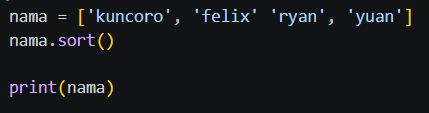 nama = ['kuncoro', 'felix' 'ryan', 'yuan']
nama.sort()
print(nama)